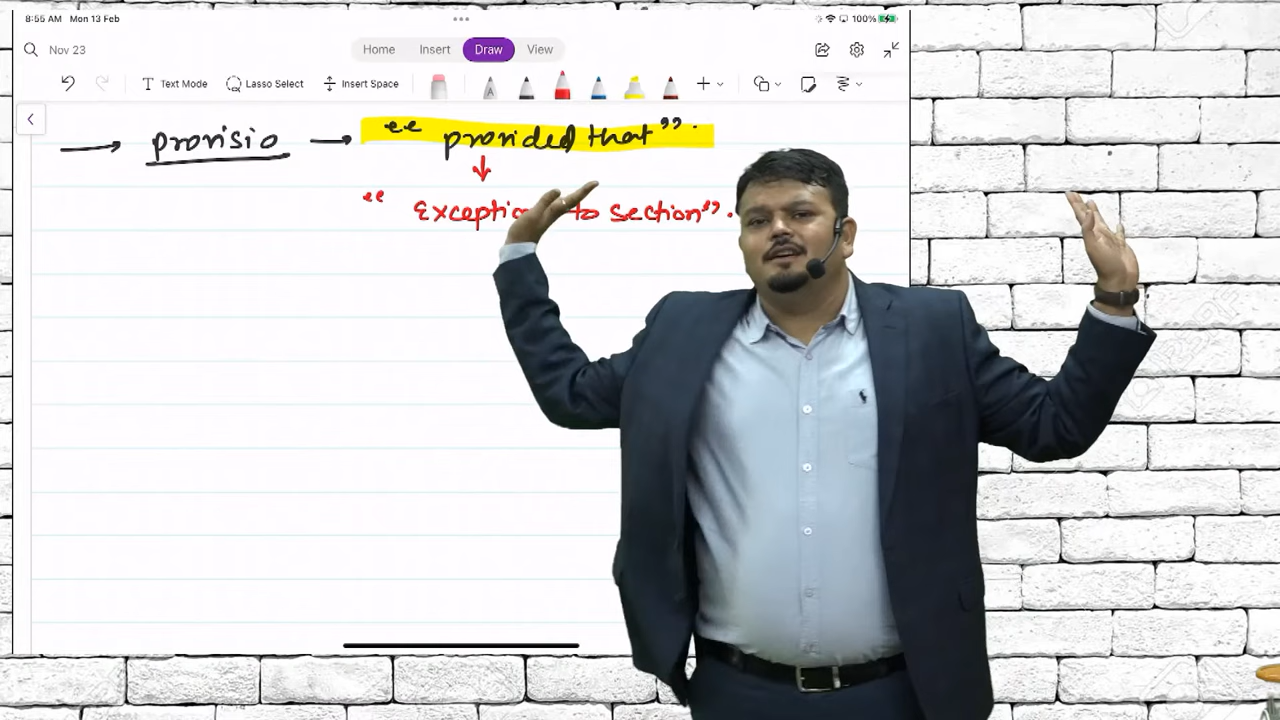 8:55 AM Mon 13 Feb
100%
Nov 23
Home Insert Draw View
Text Mode Lasso Select Insert Space
→ provisio → “ provided that”.
“ Exception to section”.